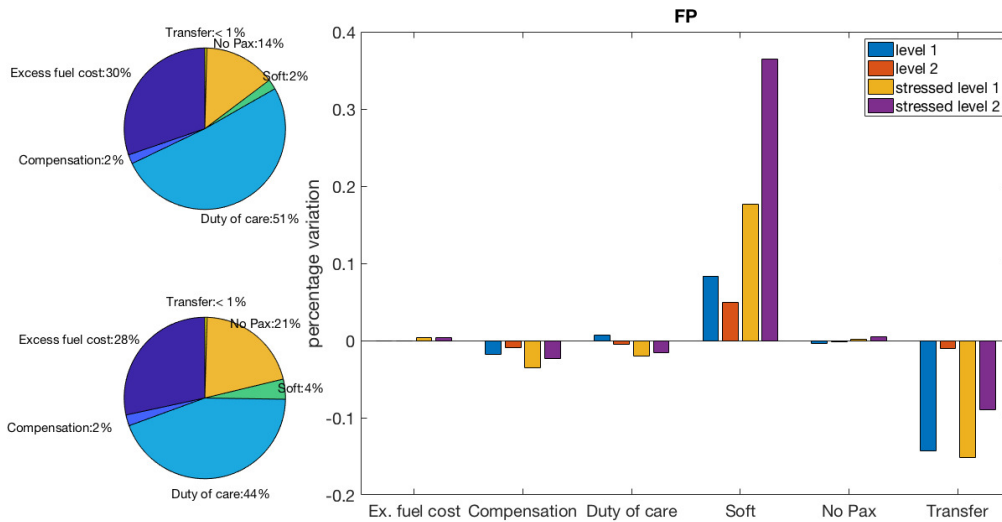 Transfer:< 1%
No Pax:14%
Soft:2%
Excess fuel cost:30%
Compensation:2%
Duty of care:51%
Transfer:< 1%
No Pax:21%
Excess fuel cost:28%
Soft:4%
Compensation:2%
Duty of care:44%
FP
percentage variation
0.4
0.3
0.2
0.1
0
-0.1
-0.2
level 1
level 2
stressed level 1
stressed level 2
Ex. fuel cost
Compensation
Duty of care
Soft
No Pax
Transfer